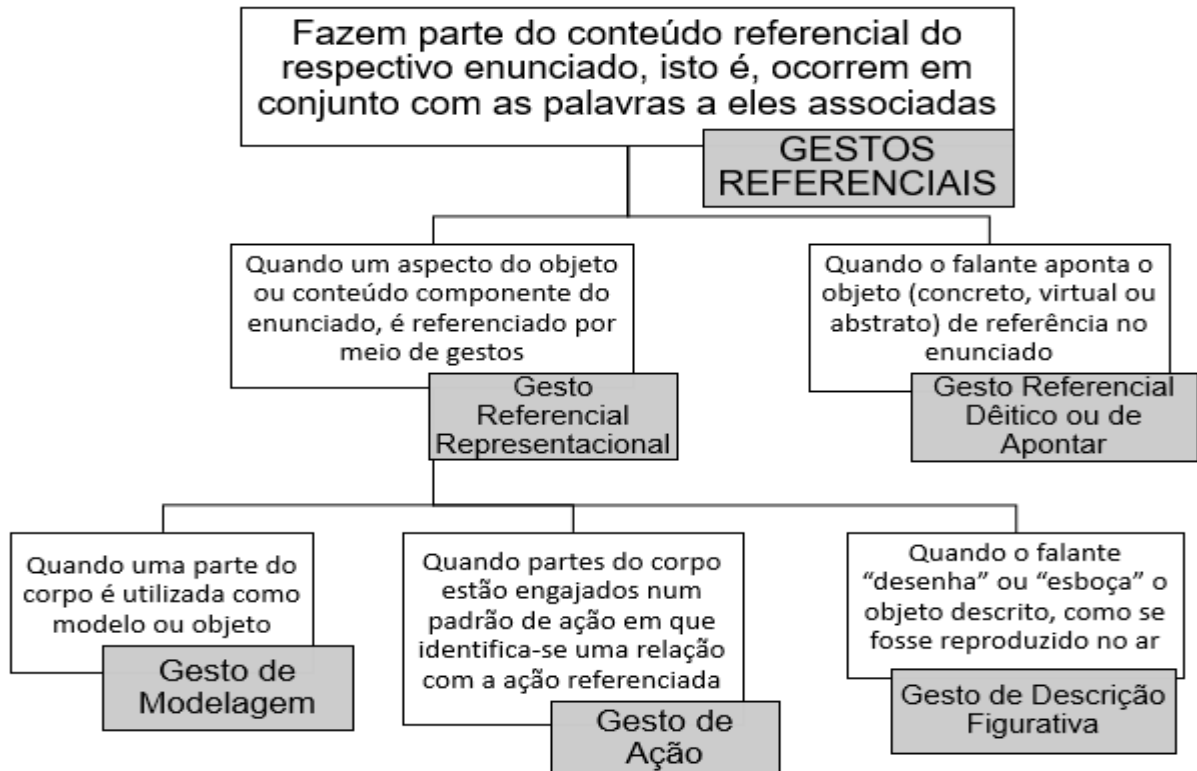 Fazem parte do conteúdo referencial do
respectivo enunciado, isto é, ocorrem em
conjunto com as palavras a eles associadas
GESTOS
REFERENCIAIS
Quando um aspecto do objeto
ou conteúdo componente do
enunciado, é referenciado por
meio de gestos
Gesto
Referencial
Representacional
Quando o falante aponta o
objeto (concreto, virtual ou
abstrato) de referência no
enunciado
Gesto Referencial
Dêitico ou de
Apontar
Quando uma parte do
corpo é utilizada como
modelo ou objeto
Gesto de
Modelagem
Quando partes do corpo
estão engajados num
padrão de ação em que
identifica-se uma relação
com a ação referenciada
Gesto de
Ação
Quando o falante
“desenha” ou “esboça” o
objeto descrito, como se
fosse reproduzido no ar
Gesto de Descrição
Figurativa